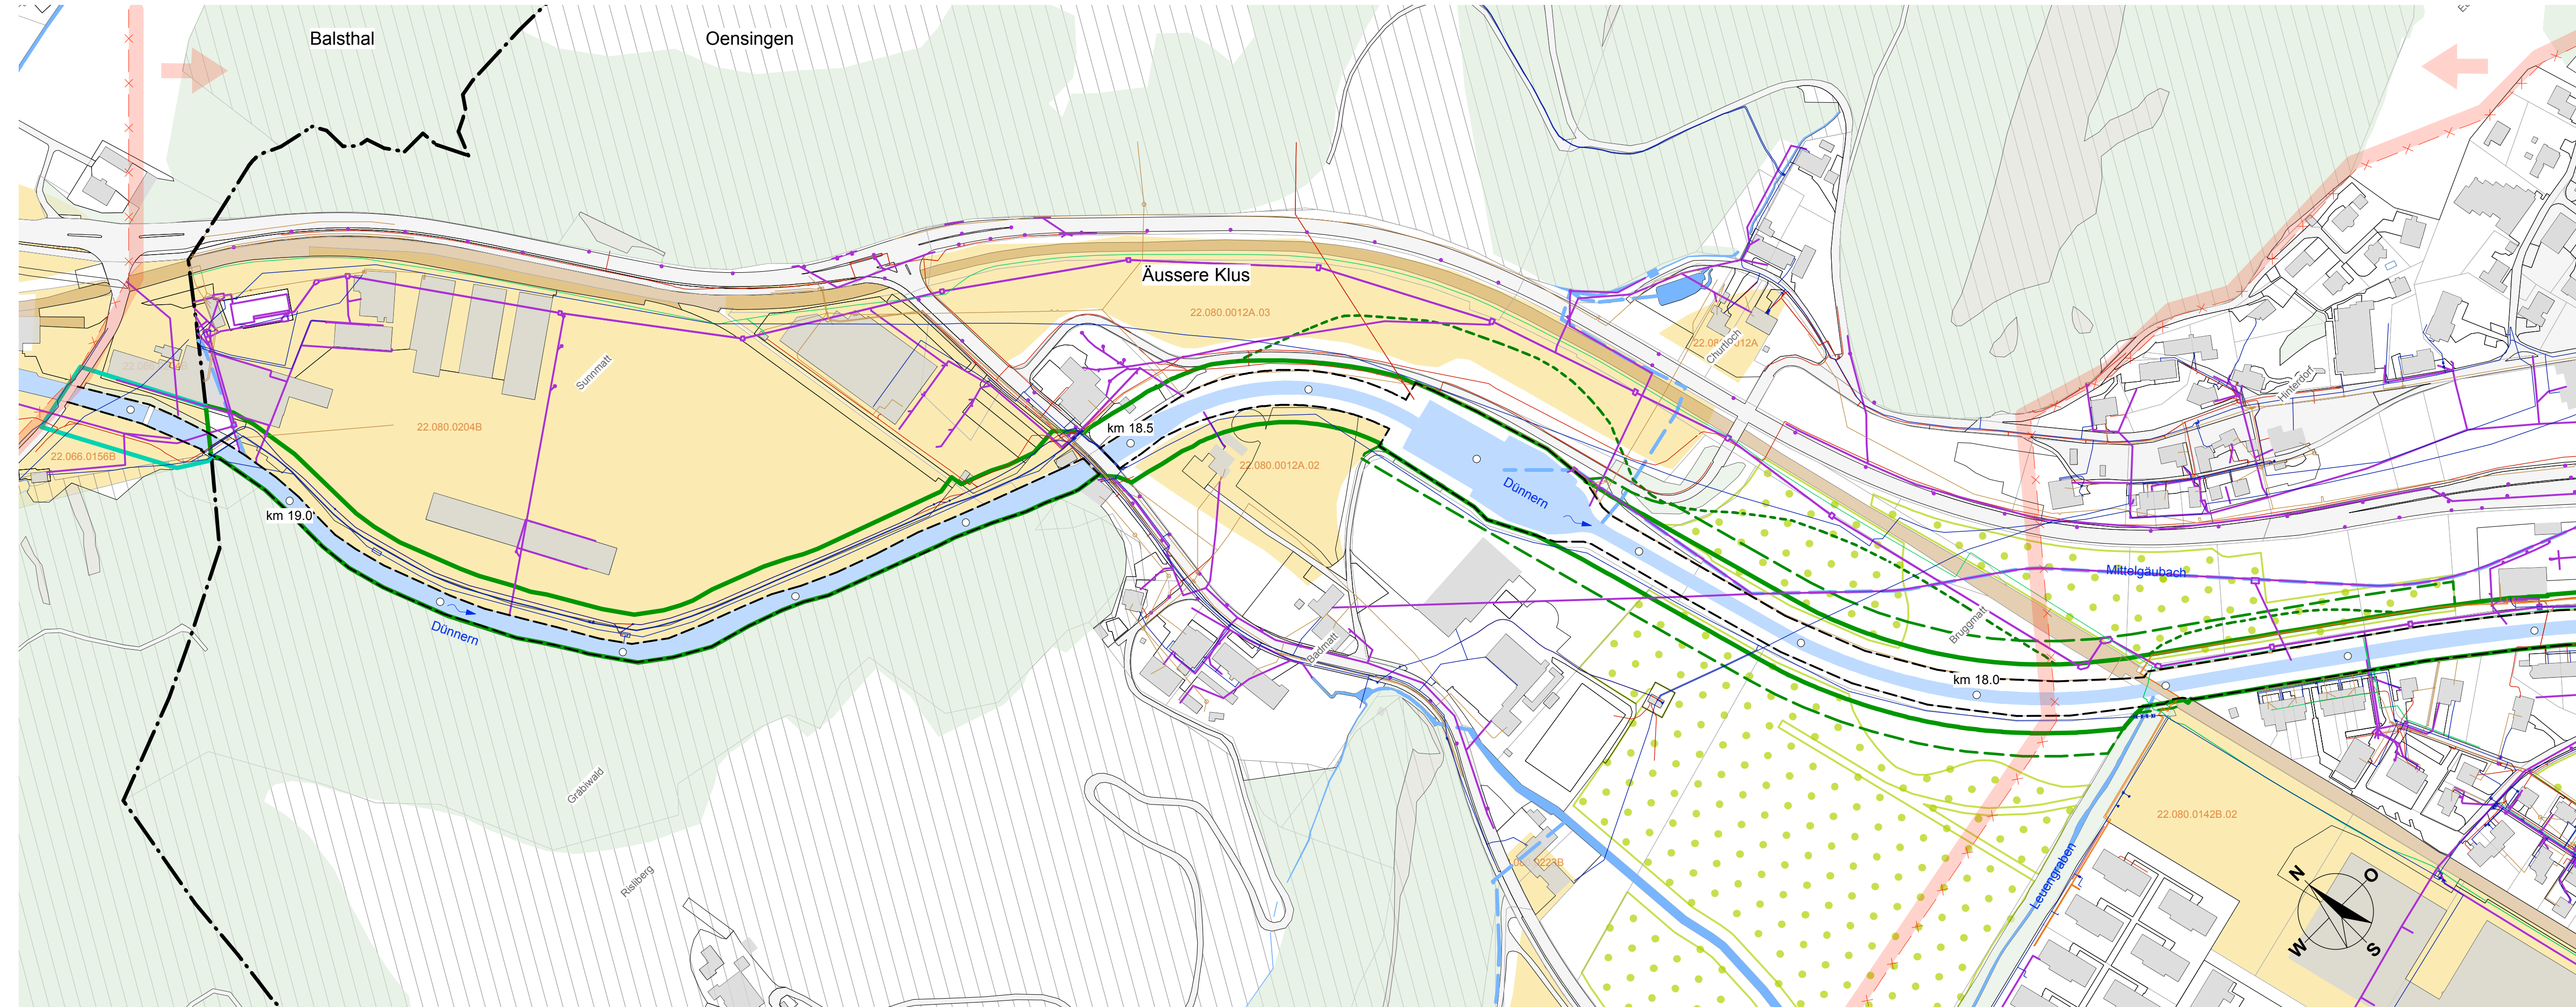 Balsthal
Oensingen
Äussere Klus
22.080.0012A.03
Churtloch
Sunnmatt
22.080.0204B
22.066.0156B
km 18.5
22.080.0012A.02
Hinterdorf
km 19.0
Dünnern
Dünnern
Mittelgäubach
Bruggmatt
Badmatt
km 18.0
Gräbiwald
Risliberg
22.080.0142B.02
Leuengraben
N
O
W
S